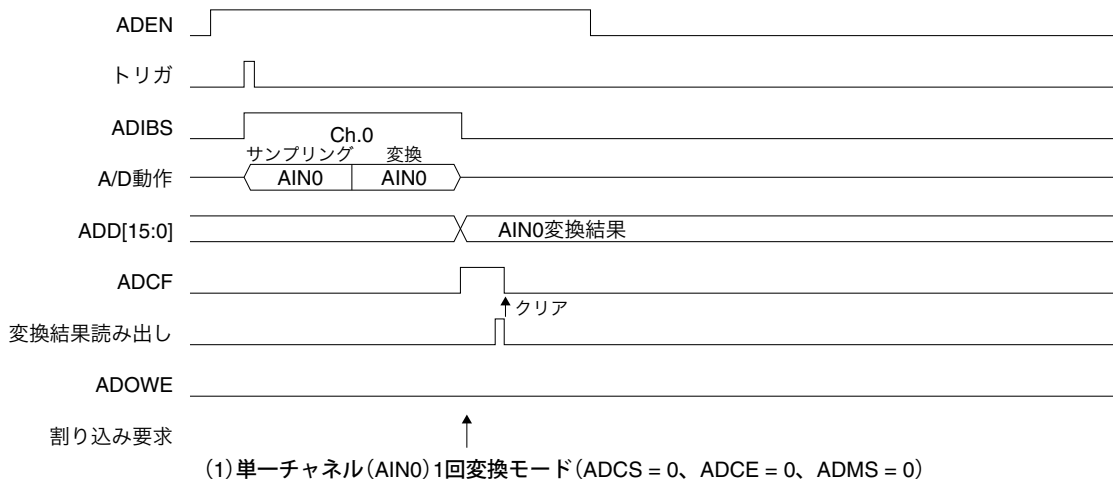 ADEN
トリガ
ADIBS
Ch.0
サンプリング 変換
A/D動作 AIN0 AIN0
ADD[15:0] AIN0変換結果
ADCF
クリア
変換結果読み出し
ADOWE
割り込み要求
(1)単一チャネル(AIN0)1回変換モード(ADCS = 0、ADCE = 0、ADMS = 0)